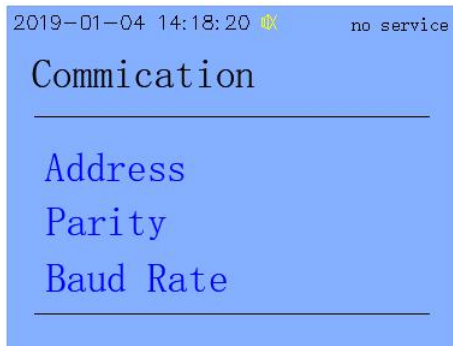 2019-01-04 14:18:20 no service
Commication
Address
Parity
Baud Rate